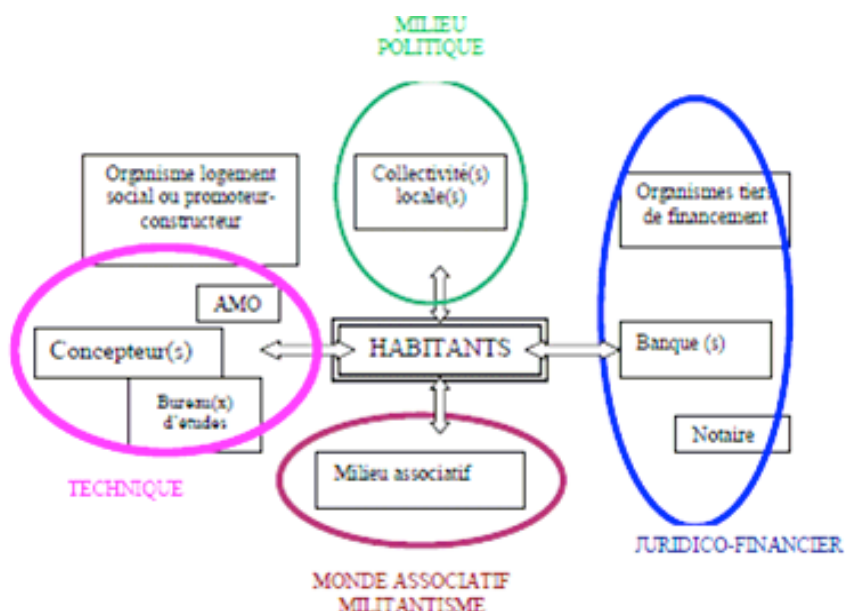 MILIEU
POLITIQUE
Organisme logement
social ou promoteur-
constructeur
Collectivité(s)
locale(s)
Organismes tiers
de financement
AMO
Concepteur(s)
HABITANTS
Banque (s)
Bureau(x)
d'études
Notaire
Milieu associatif
TECHNIQUE
JURIDICO-FINANCIER
MONDE ASSOCIATIF
MILITANTISME